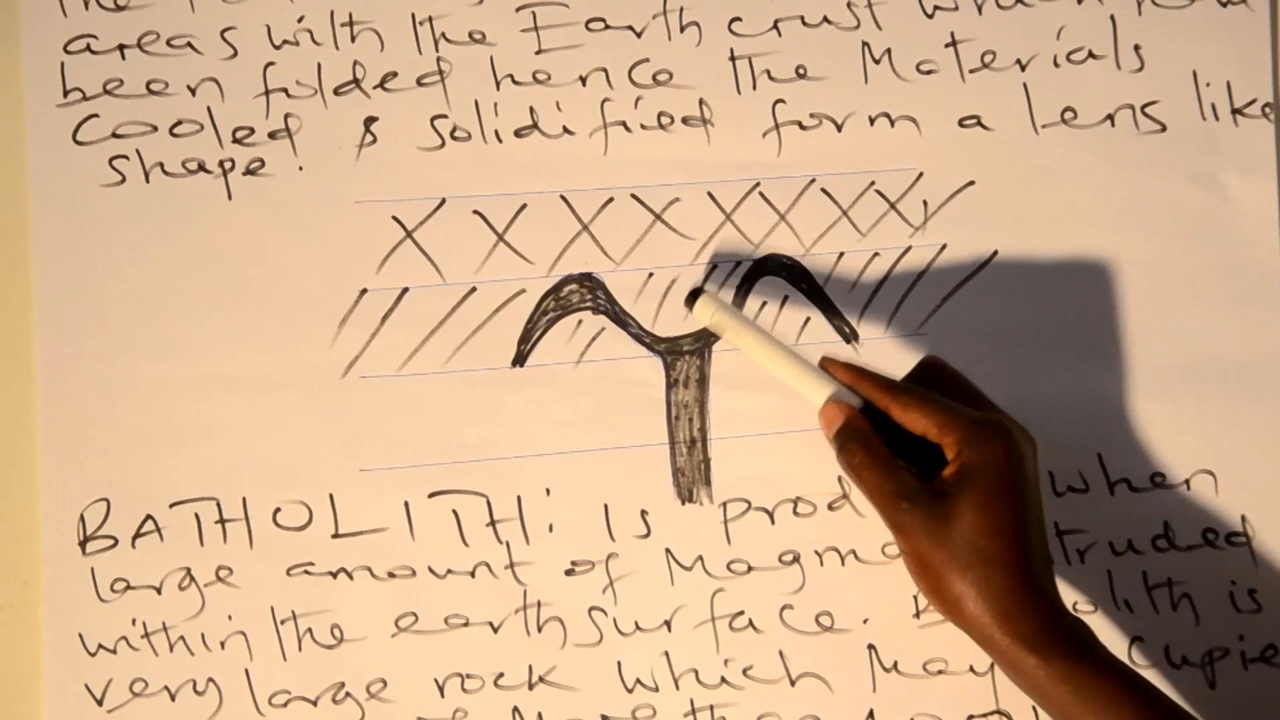 areas with the Earth crust which
been folded hence the Materials
cooled & solidified form a lens like
shape.
BATHOLITH: Is prod when
large amount of Magma truded
within the earth surface. olith is
very large rock which May cupie